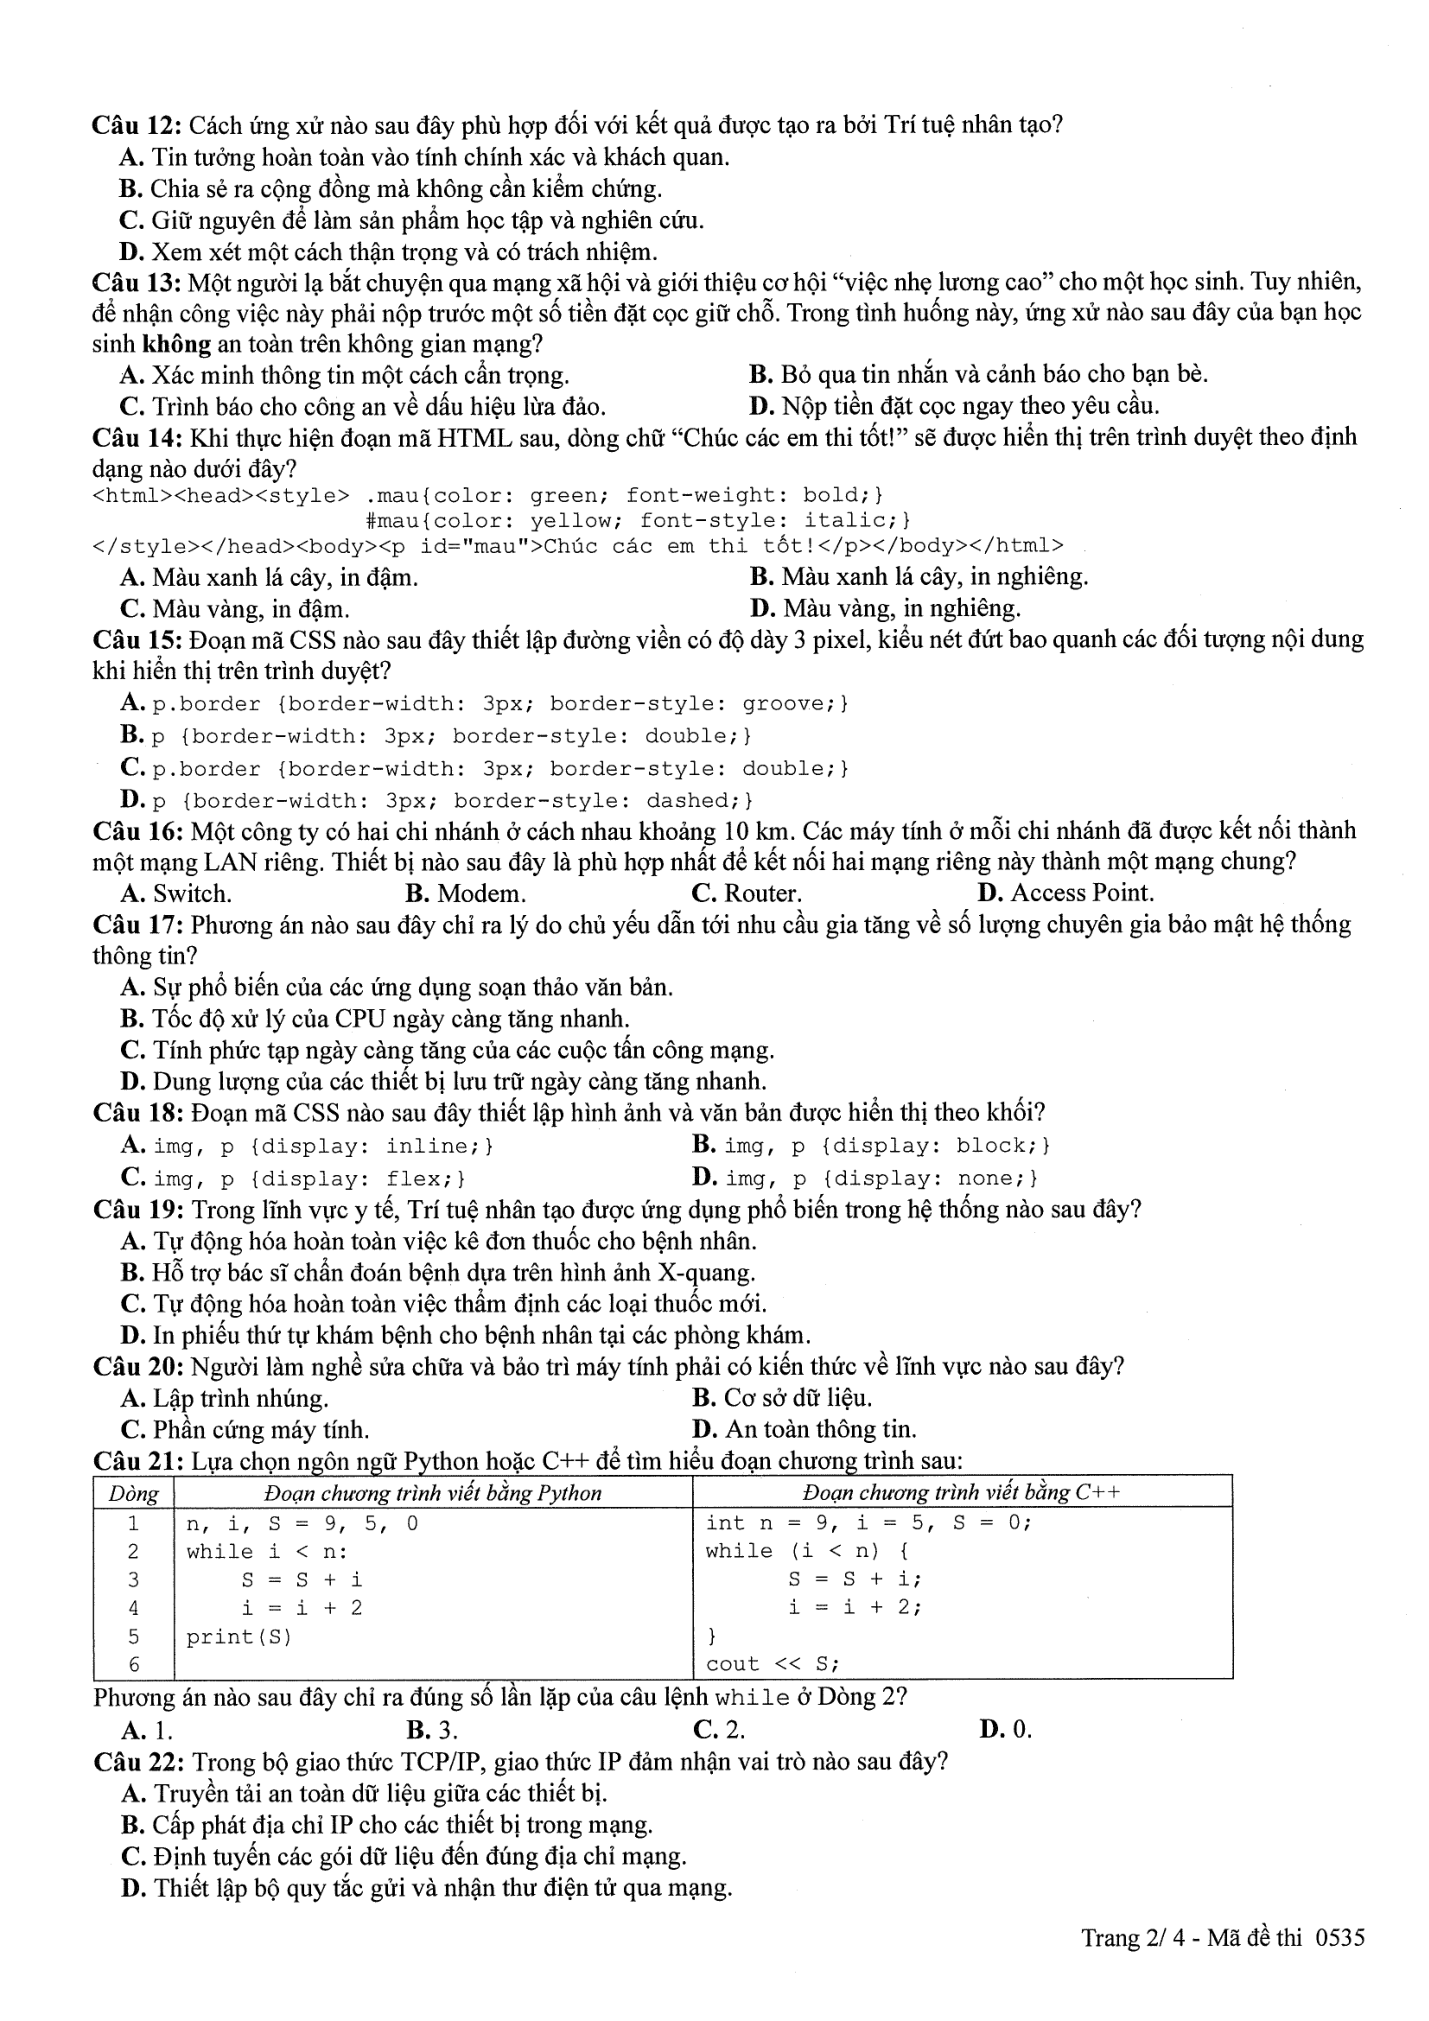 Câu 12: Cách ứng xử nào sau đây phù hợp đối với kết quả được tạo ra bởi Trí tuệ nhân tạo?
A. Tin tưởng hoàn toàn vào tính chính xác và khách quan.
B. Chia sẻ ra cộng đồng mà không cần kiểm chứng.
C. Giữ nguyên để làm sản phẩm học tập và nghiên cứu.
D. Xem xét một cách thận trọng và có trách nhiệm.
Câu 13: Một người lạ bắt chuyện qua mạng xã hội và giới thiệu cơ hội “việc nhẹ lương cao” cho một học sinh. Tuy nhiên,
để nhận công việc này phải nộp trước một số tiền đặt cọc giữ chỗ. Trong tình huống này, ứng xử nào sau đây của bạn học
sinh không an toàn trên không gian mạng?
A. Xác minh thông tin một cách cẩn trọng. B. Bỏ qua tin nhắn và cảnh báo cho bạn bè.
C. Trình báo cho công an về dấu hiệu lừa đảo. D. Nộp tiền đặt cọc ngay theo yêu cầu.
Câu 14: Khi thực hiện đoạn mã HTML sau, dòng chữ “Chúc các em thi tốt!” sẽ được hiển thị trên trình duyệt theo định
dạng nào dưới đây?
<html><head><style> .mau{color: green; font-weight: bold;}
#mau{color: yellow; font-style: italic;}
</style></head><body><p id="mau">Chúc các em thi tốt!</p></body></html>
A. Màu xanh lá cây, in đậm. B. Màu xanh lá cây, in nghiêng.
C. Màu vàng, in đậm. D. Màu vàng, in nghiêng.
Câu 15: Đoạn mã CSS nào sau đây thiết lập đường viền có độ dày 3 pixel, kiểu nét đứt bao quanh các đối tượng nội dung
khi hiển thị trên trình duyệt?
A. p.border {border-width: 3px; border-style: groove;}
B. p {border-width: 3px; border-style: double;}
C. p.border {border-width: 3px; border-style: double;}
D. p {border-width: 3px; border-style: dashed;}
Câu 16: Một công ty có hai chi nhánh ở cách nhau khoảng 10 km. Các máy tính ở mỗi chi nhánh đã được kết nối thành
một mạng LAN riêng. Thiết bị nào sau đây là phù hợp nhất để kết nối hai mạng riêng này thành một mạng chung?
A. Switch. B. Modem. C. Router. D. Access Point.
Câu 17: Phương án nào sau đây chỉ ra lý do chủ yếu dẫn tới nhu cầu gia tăng về số lượng chuyên gia bảo mật hệ thống
thông tin?
A. Sự phổ biến của các ứng dụng soạn thảo văn bản.
B. Tốc độ xử lý của CPU ngày càng tăng nhanh.
C. Tính phức tạp ngày càng tăng của các cuộc tấn công mạng.
D. Dung lượng của các thiết bị lưu trữ ngày càng tăng nhanh.
Câu 18: Đoạn mã CSS nào sau đây thiết lập hình ảnh và văn bản được hiển thị theo khối?
A. img, p {display: inline;} B. img, p {display: block;}
C. img, p {display: flex;} D. img, p {display: none;}
Câu 19: Trong lĩnh vực y tế, Trí tuệ nhân tạo được ứng dụng phổ biến trong hệ thống nào sau đây?
A. Tự động hóa hoàn toàn việc kê đơn thuốc cho bệnh nhân.
B. Hỗ trợ bác sĩ chẩn đoán bệnh dựa trên hình ảnh X-quang.
C. Tự động hóa hoàn toàn việc thẩm định các loại thuốc mới.
D. In phiếu thứ tự khám bệnh cho bệnh nhân tại các phòng khám.
Câu 20: Người làm nghề sửa chữa và bảo trì máy tính phải có kiến thức về lĩnh vực nào sau đây?
A. Lập trình nhúng. B. Cơ sở dữ liệu.
C. Phần cứng máy tính. D. An toàn thông tin.
Câu 21: Lựa chọn ngôn ngữ Python hoặc C++ để tìm hiểu đoạn chương trình sau:
Dòng Đoạn chương trình viết bằng Python Đoạn chương trình viết bằng C++
1 n, i, S = 9, 5, 0 int n = 9, i = 5, S = 0;
2 while i < n: while (i < n) {
3 S = S + i S = S + i;
4 i = i + 2 i = i + 2;
5 print(S) }
6 cout << S;
Phương án nào sau đây chỉ ra đúng số lần lặp của câu lệnh while ở Dòng 2?
A. 1. B. 3. C. 2. D. 0.
Câu 22: Trong bộ giao thức TCP/IP, giao thức IP đảm nhận vai trò nào sau đây?
A. Truyền tải an toàn dữ liệu giữa các thiết bị.
B. Cấp phát địa chỉ IP cho các thiết bị trong mạng.
C. Định tuyến các gói dữ liệu đến đúng địa chỉ mạng.
D. Thiết lập bộ quy tắc gửi và nhận thư điện tử qua mạng.
Trang 2/ 4 - Mã đề thi 0535